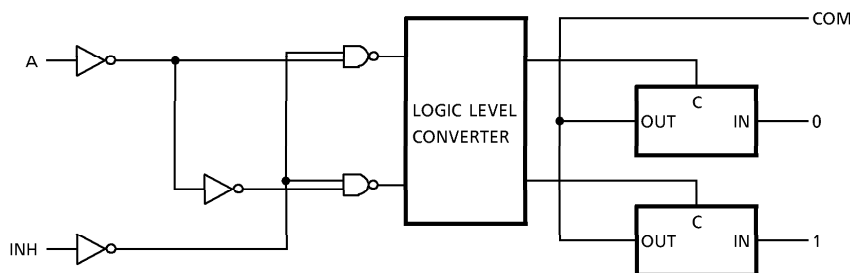 COM
A
LOGIC LEVEL
CONVERTER
C
OUT IN 0
C
OUT IN 1
INH